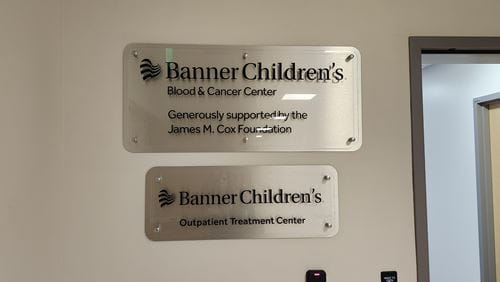 Banner Children's
Blood & Cancer Center
Generously supported by the
James M. Cox Foundation
Banner Children's
Outpatient Treatment Center